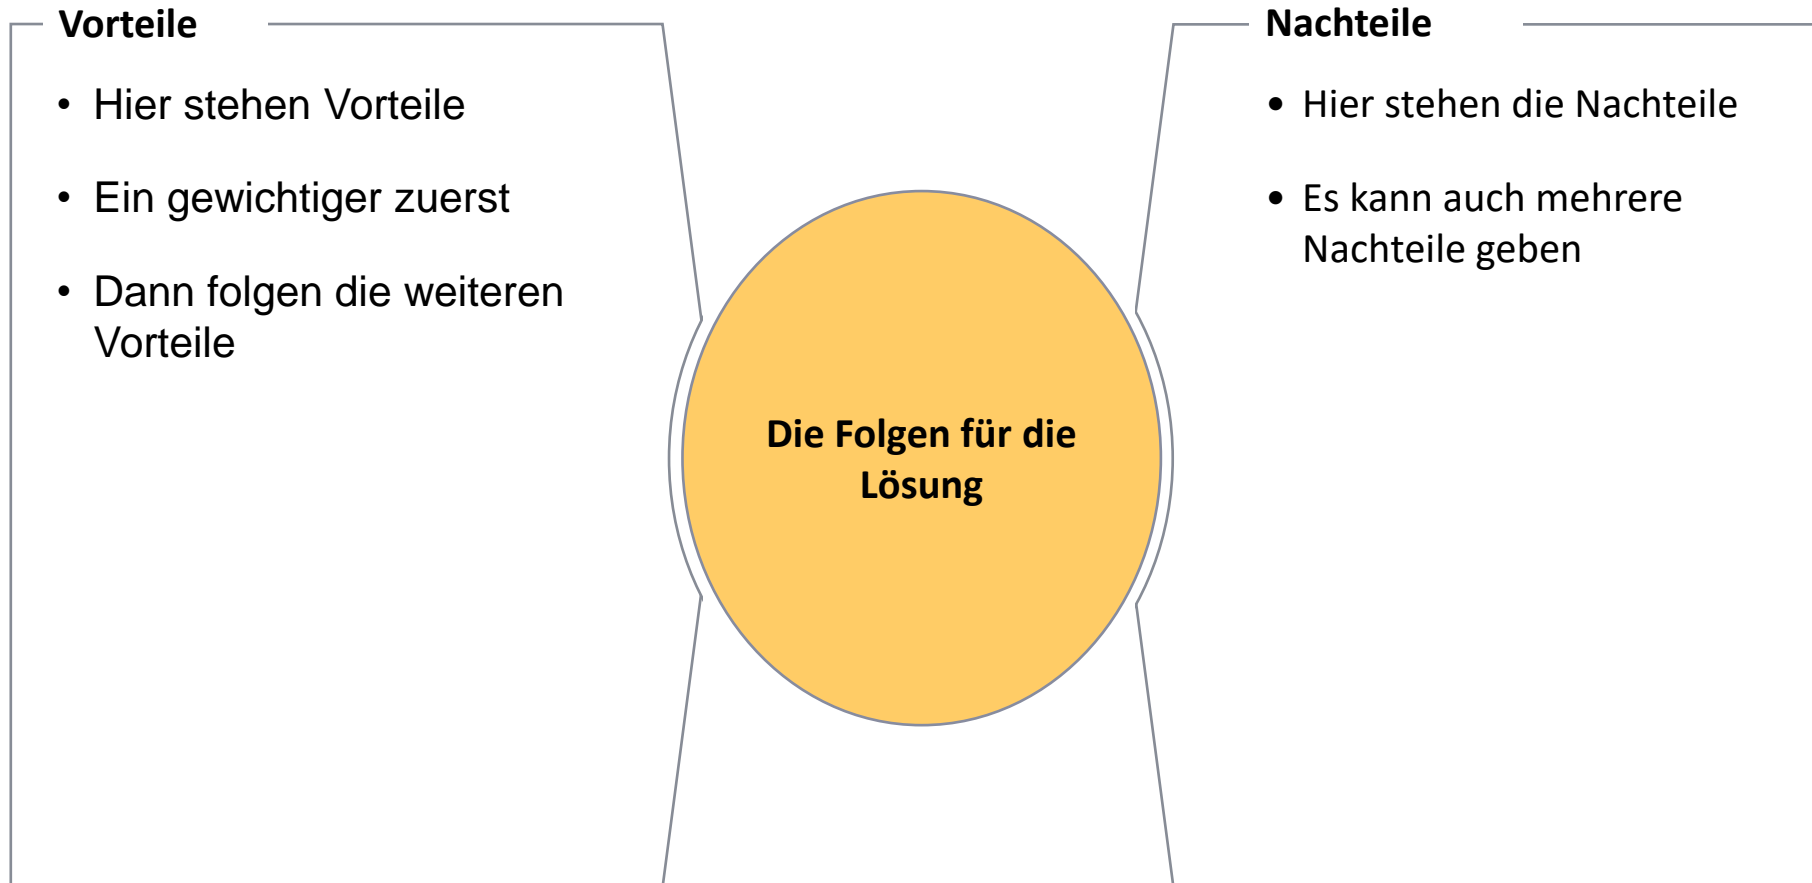 Vorteile
• Hier stehen Vorteile
• Ein gewichtiger zuerst
• Dann folgen die weiteren
Vorteile
Die Folgen für die
Lösung
Nachteile
• Hier stehen die Nachteile
• Es kann auch mehrere
Nachteile geben